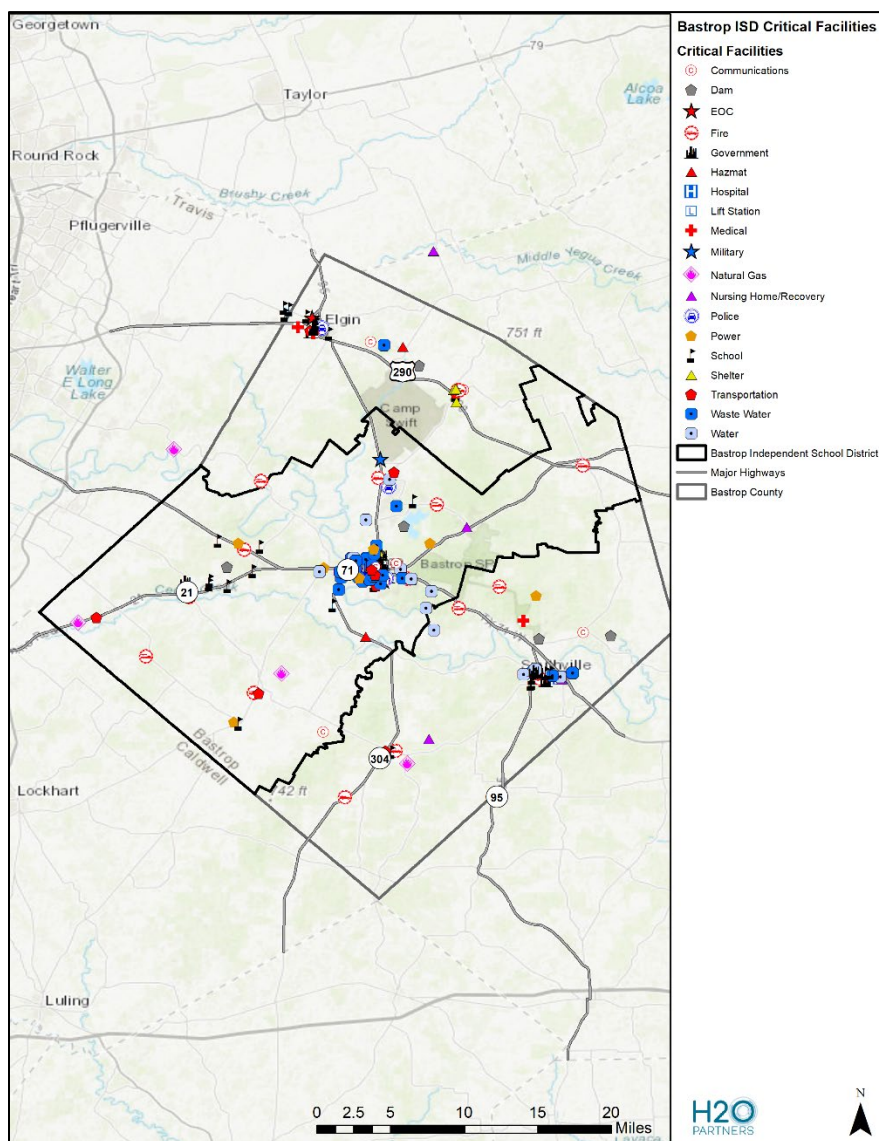 Georgetown
79
Taylor
Alcoa
Lake
Round Rock
Brushy Creek
Travis
Pflugerville
Middle Yegua Creek
95
Elgin
751 ft
Walter
E Long
Lake
290
Camp
Swift
Bastrop SP
71
21
Smithville
Bastrop
Caldwell
304
742 ft
95
Lockhart
Luling
0 2.5 5 10 15 20
Miles
Bastrop ISD Critical Facilities
Critical Facilities
C Communications
Dam
EOC
Fire
Government
Hazmat
H Hospital
L Lift Station
Medical
Military
Natural Gas
Nursing Home/Recovery
Police
Power
School
Shelter
Transportation
Waste Water
Water
Bastrop Independent School District
Major Highways
Bastrop County
H2O
PARTNERS
N